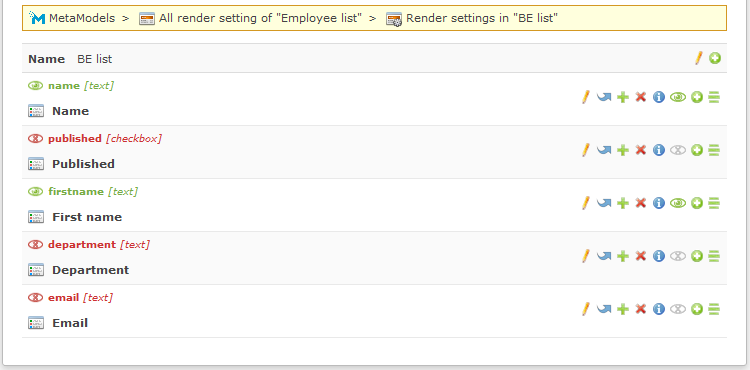 MetaModels > All render setting of "Employee list" > Render settings in "BE list"
Name BE list
name [text]
Name
published [checkbox]
Published
firstname [text]
First name
department [text]
Department
email [text]
Email